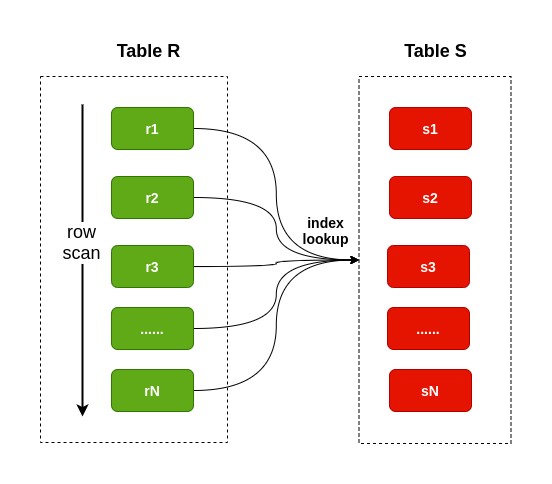 Table R
Table S
r1
s1
r2
s2
index
lookup
row
scan
r3
s3
......
......
rN
sN